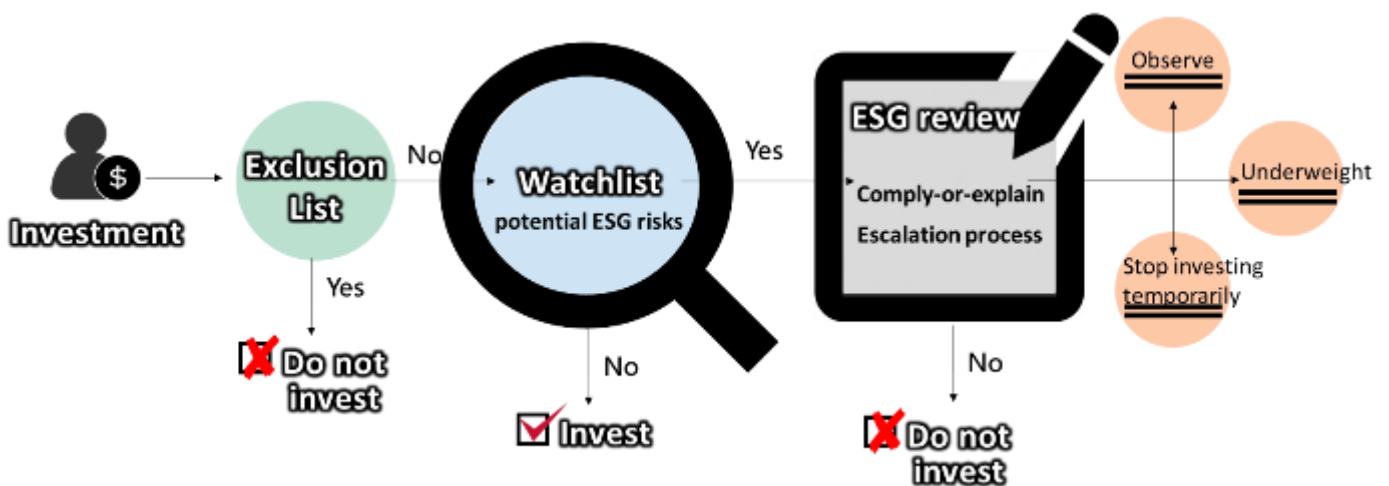 $
Investment
Exclusion
List
No
Yes
Do not
invest
Watchlist
potential ESG risks
No
Invest
Yes
ESG review
Comply-or-explain
Escalation process
No
Do not
invest
Observe
Underweight
Stop investing
temporarily